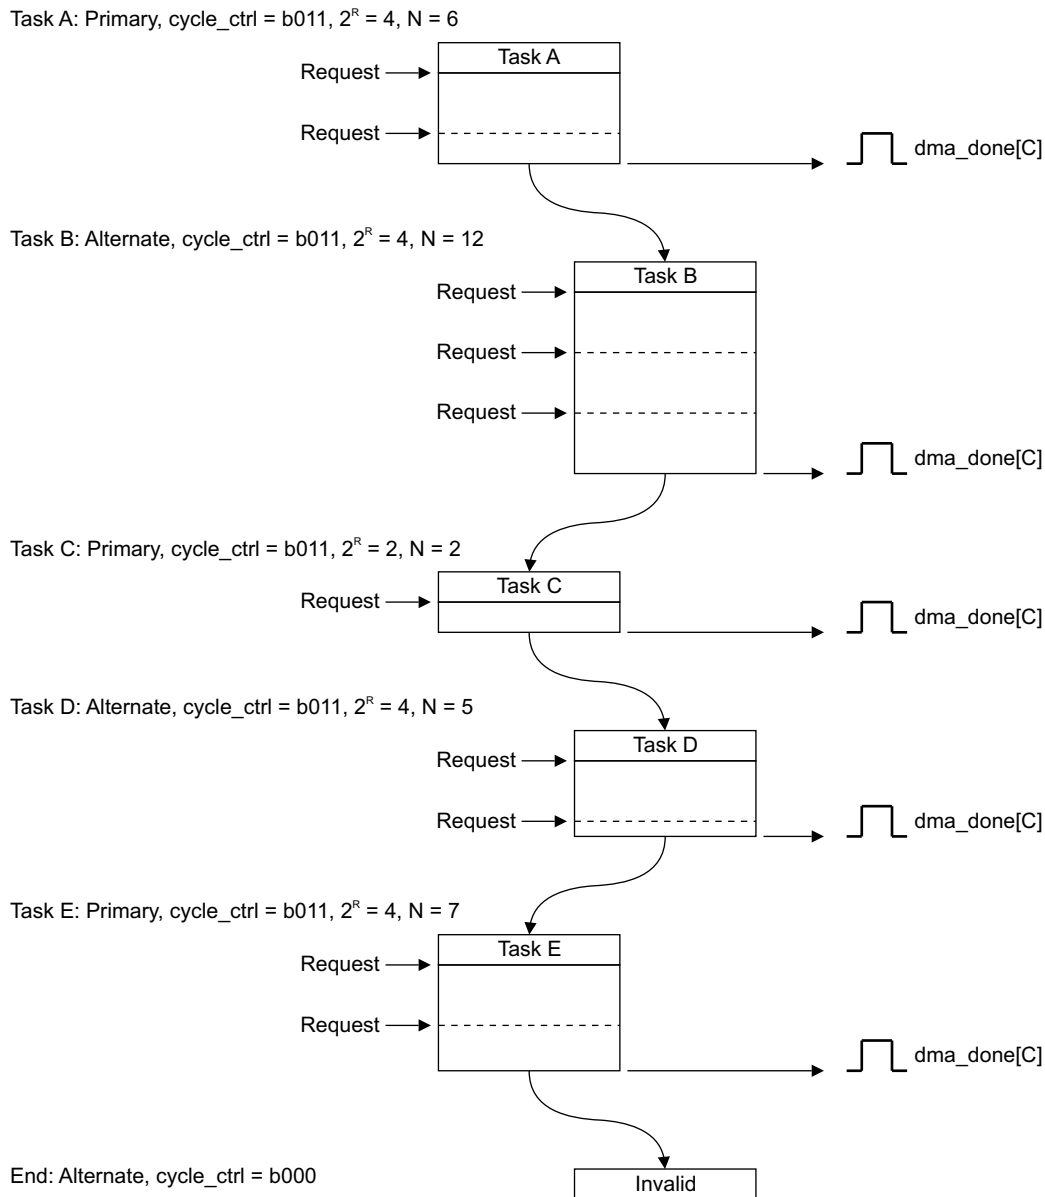 Task A: Primary, cycle_ctrl = b011, 2^R = 4, N = 6
Task A
Request
Request
dma_done[C]
Task B: Alternate, cycle_ctrl = b011, 2^R = 4, N = 12
Task B
Request
Request
Request
dma_done[C]
Task C: Primary, cycle_ctrl = b011, 2^R = 2, N = 2
Task C
Request
dma_done[C]
Task D: Alternate, cycle_ctrl = b011, 2^R = 4, N = 5
Task D
Request
Request
dma_done[C]
Task E: Primary, cycle_ctrl = b011, 2^R = 4, N = 7
Task E
Request
Request
dma_done[C]
End: Alternate, cycle_ctrl = b000
Invalid